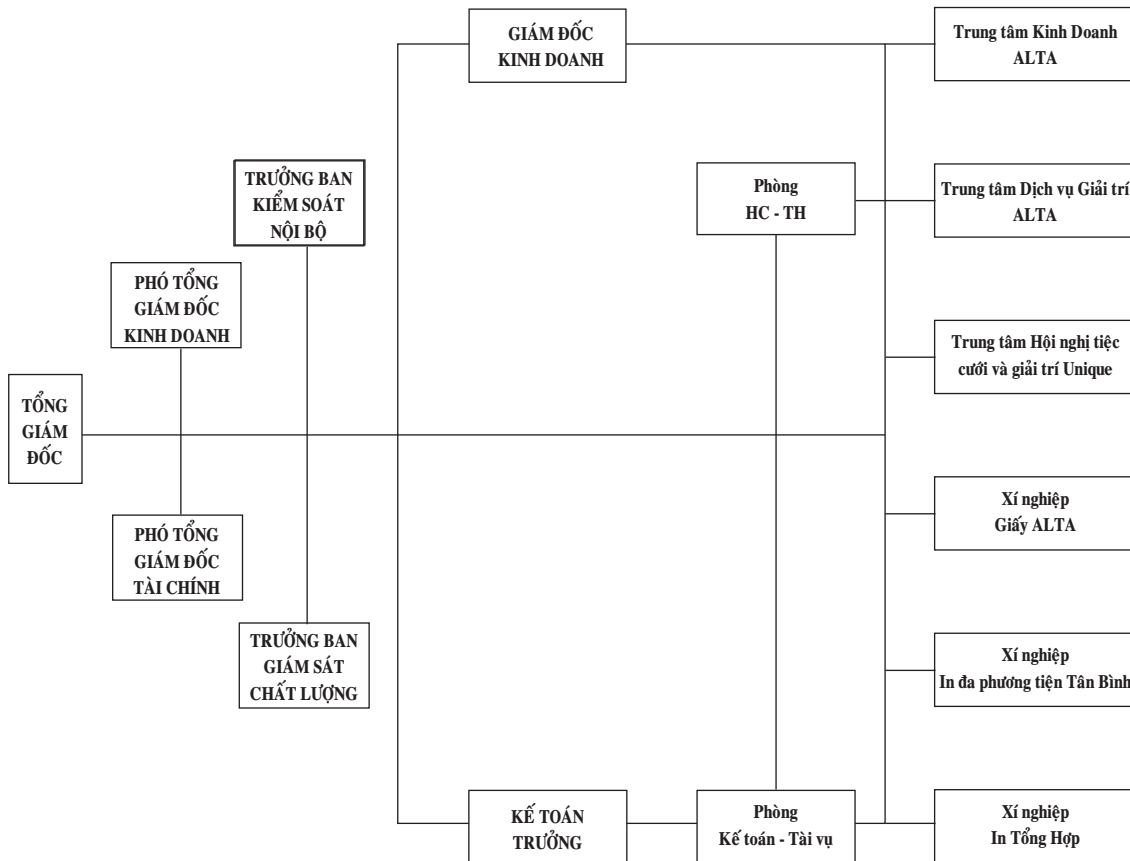 GIÁM ĐỐC
KINH DOANH
Trung tâm Kinh Doanh
ALTA
TRƯỞNG BAN
KIỂM SOÁT
NỘI BỘ
Phòng
HC - TH
Trung tâm Dịch vụ Giải trí
ALTA
PHÓ TỔNG
GIÁM ĐỐC
KINH DOANH
Trung tâm Hội nghị tiệc
cưới và giải trí Unique
TỔNG
GIÁM
ĐỐC
PHÓ TỔNG
GIÁM ĐỐC
TÀI CHÍNH
Xí nghiệp
Giấy ALTA
TRƯỞNG BAN
GIÁM SÁT
CHẤT LƯỢNG
Xí nghiệp
In đa phương tiện Tân Bình
KẾ TOÁN
TRƯỞNG
Phòng
Kế toán - Tài vụ
Xí nghiệp
In Tổng Hợp